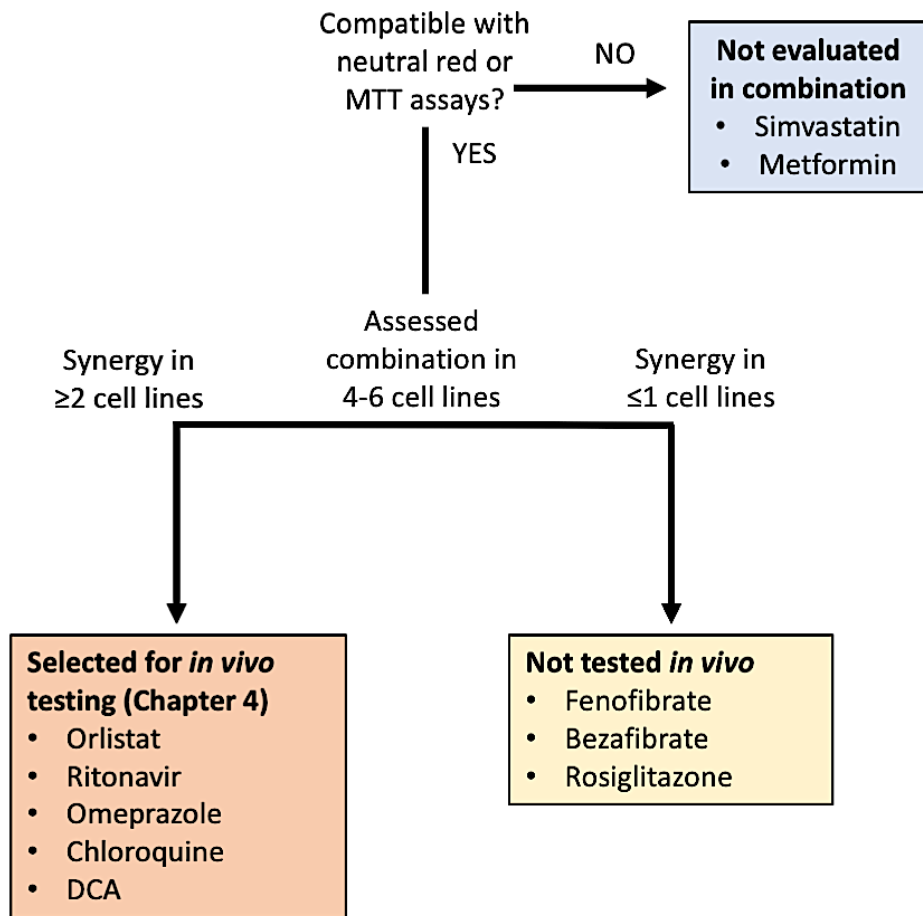 Compatible with
neutral red or
MTT assays?
NO
Not evaluated
in combination
• Simvastatin
• Metformin
YES
Assessed
combination in
4-6 cell lines
Synergy in
≥2 cell lines
Synergy in
≤1 cell lines
Selected for in vivo
testing (Chapter 4)
• Orlistat
• Ritonavir
• Omeprazole
• Chloroquine
• DCA
Not tested in vivo
• Fenofibrate
• Bezafibrate
• Rosiglitazone